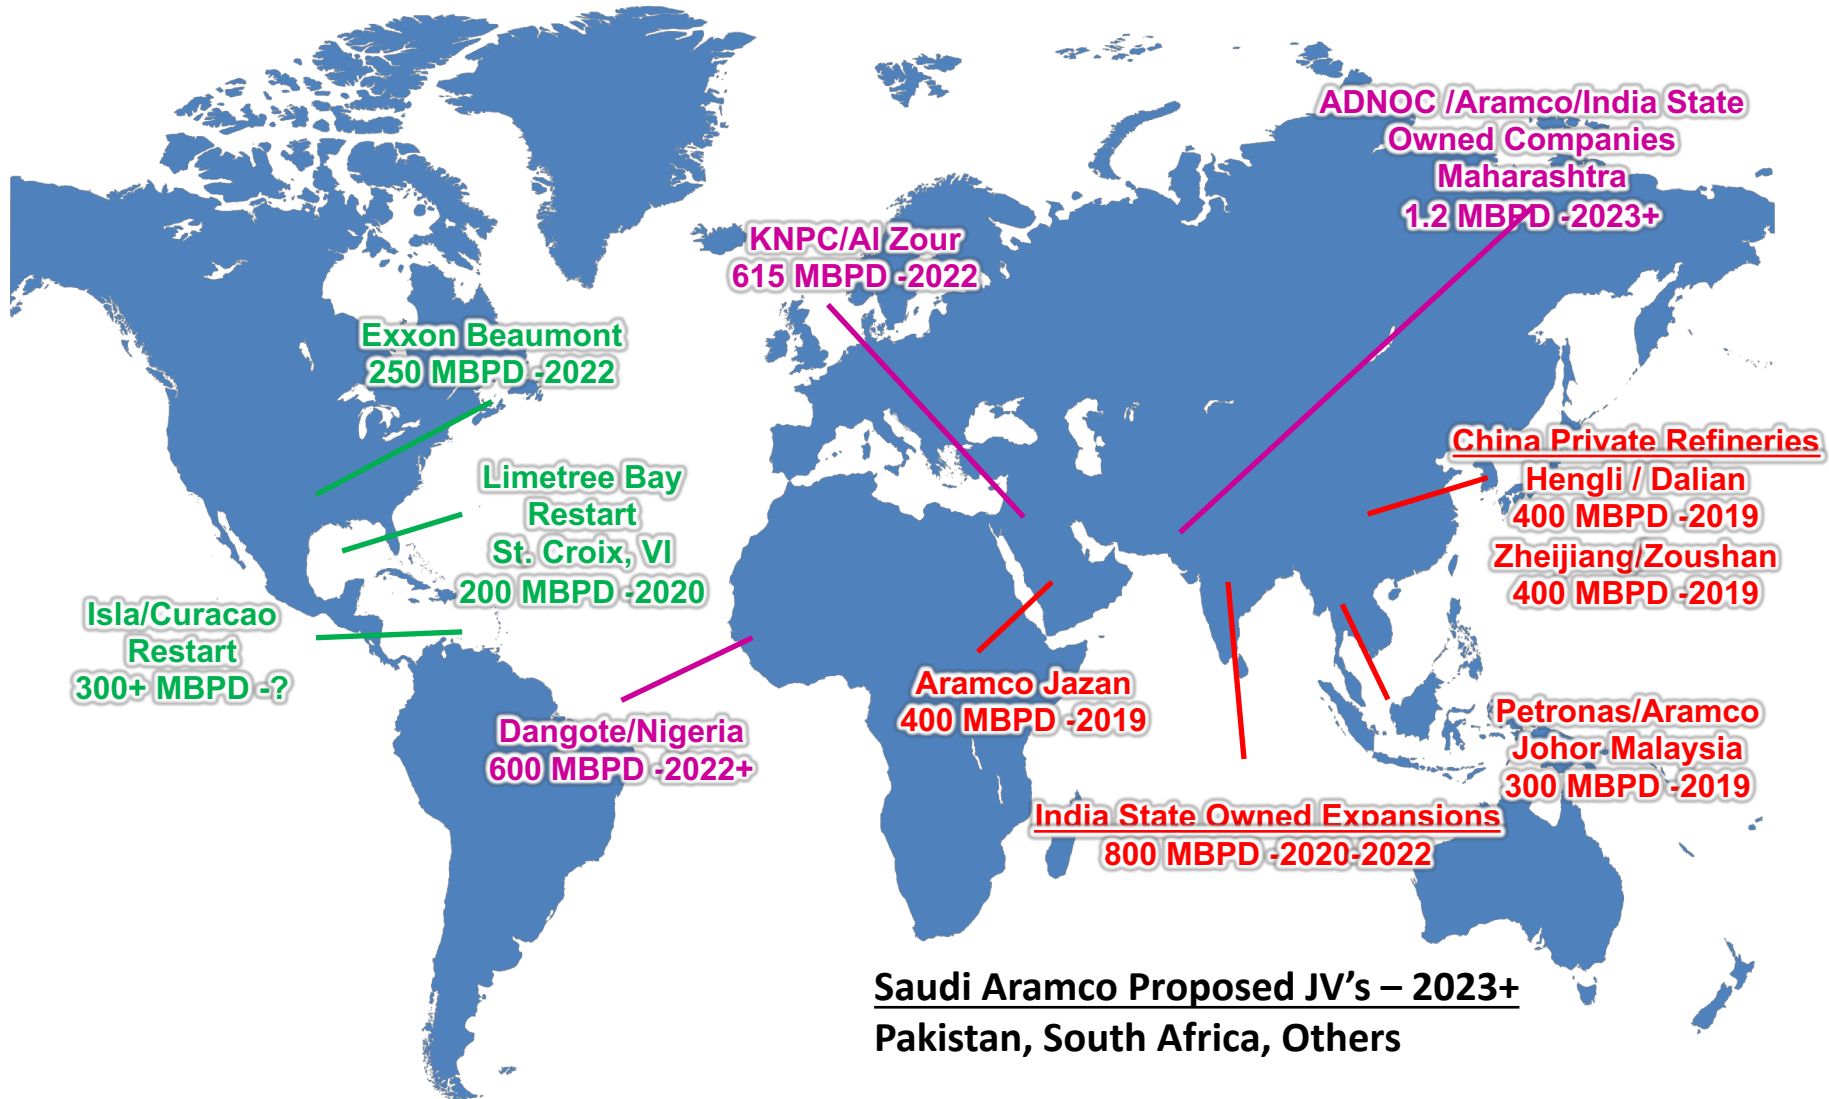 ADNOC /Aramco/India State
Owned Companies
Maharashtra
1.2 MBPD -2023+
KNPC/Al Zour
615 MBPD -2022
Exxon Beaumont
250 MBPD -2022
Limetree Bay
Restart
St. Croix, VI
200 MBPD -2020
Isla/Curacao
Restart
300+ MBPD -?
China Private Refineries
Hengli / Dalian
400 MBPD -2019
Zheijiang/Zoushan
400 MBPD -2019
Dangote/Nigeria
600 MBPD -2022+
Aramco Jazan
400 MBPD -2019
Petronas/Aramco
Johor Malaysia
300 MBPD -2019
India State Owned Expansions
800 MBPD -2020-2022
Saudi Aramco Proposed JV’s – 2023+
Pakistan, South Africa, Others